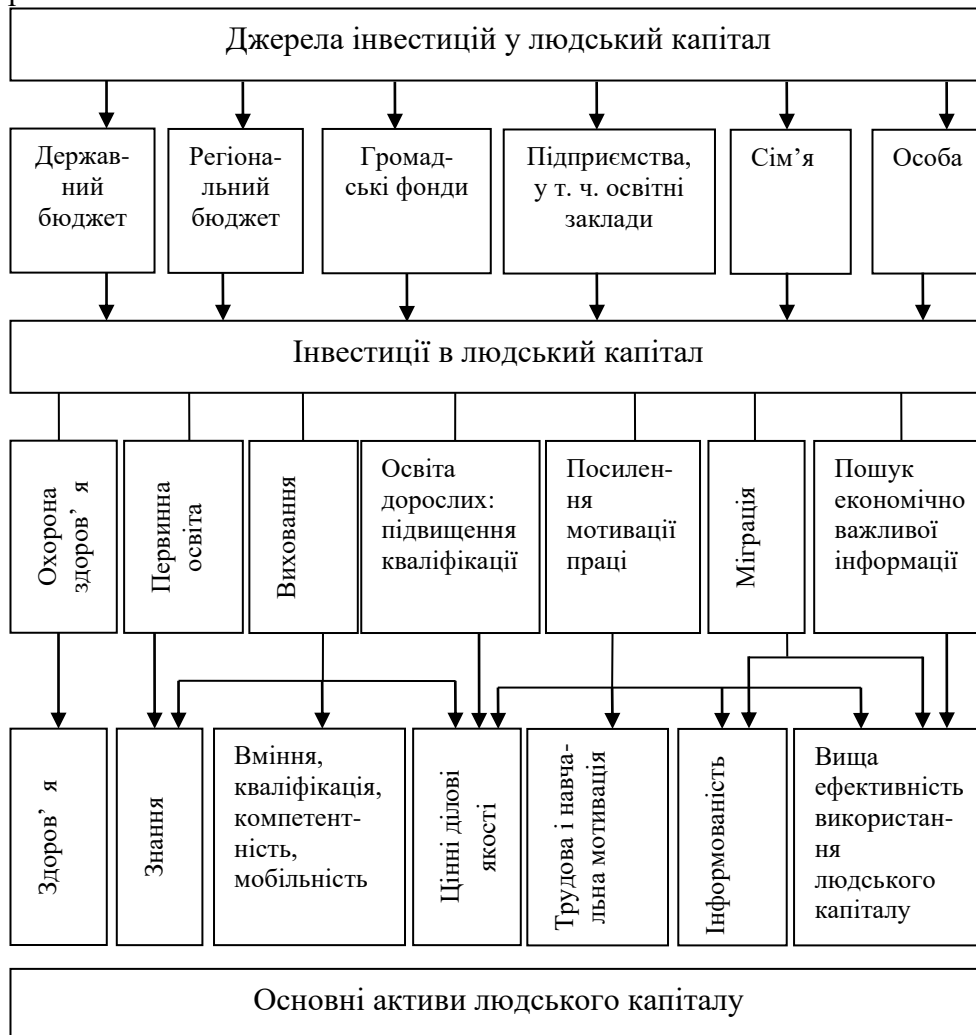 Джерела інвестицій у людський капітал
Держав-
ний
бюджет
Регіона-
льний
бюджет
Громад-
ські фонди
Підприємства,
у т. ч. освітні
заклади
Сім’я
Особа
Інвестиції в людський капітал
Охорона
здоров’ я
Первинна
освіта
Виховання
Освіта
дорослих:
підвищення
кваліфікації
Посилен-
ня
мотивації
праці
Міграція
Пошук
економічно
важливої
інформації
Здоров’ я
Знання
Вміння,
кваліфікація,
компетент-
ність,
мобільність
Цінні ділові
якості
Трудова і навча-
льна мотивація
Інформованість
Вища
ефективність
використан-
ня
людського
капіталу
Основні активи людського капіталу